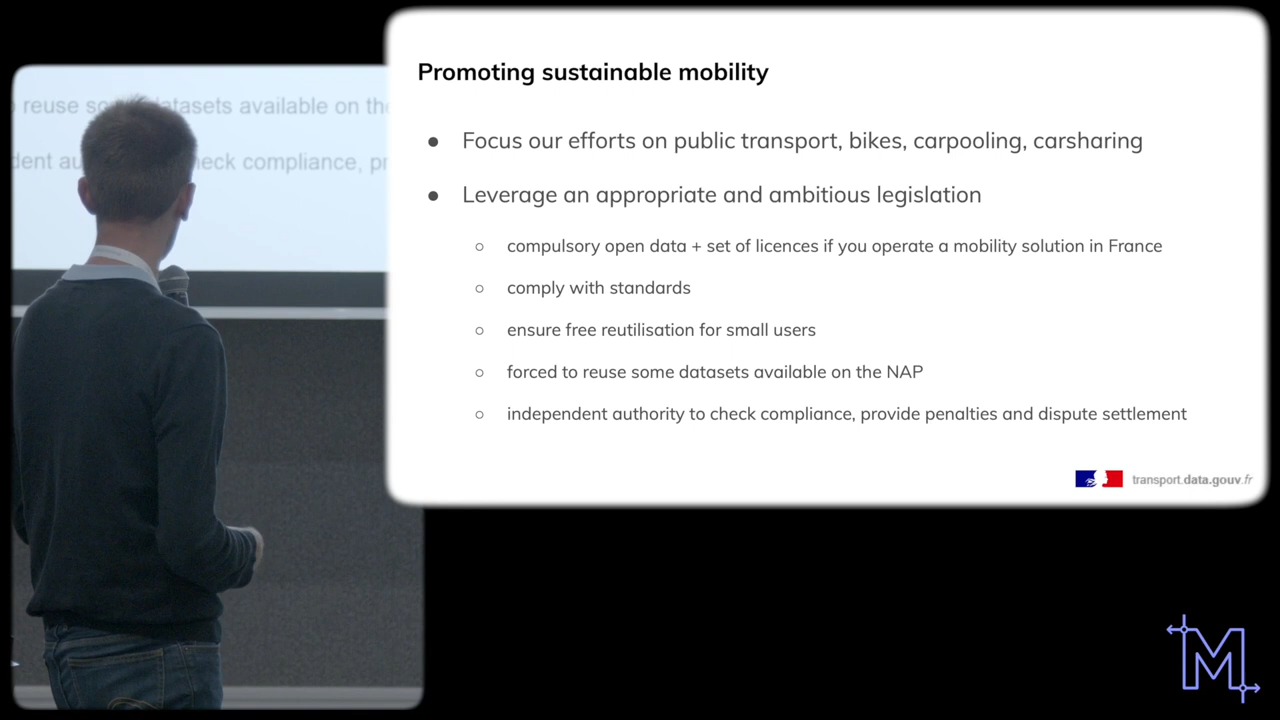 Promoting sustainable mobility
● Focus our efforts on public transport, bikes, carpooling, carsharing
● Leverage an appropriate and ambitious legislation
○ compulsory open data + set of licences if you operate a mobility solution in France
○ comply with standards
○ ensure free reutilisation for small users
○ forced to reuse some datasets available on the NAP
○ independent authority to check compliance, provide penalties and dispute settlement
transport.data.gouv.fr
reuse so atasets available on the
dent au heck compliance, pr
M